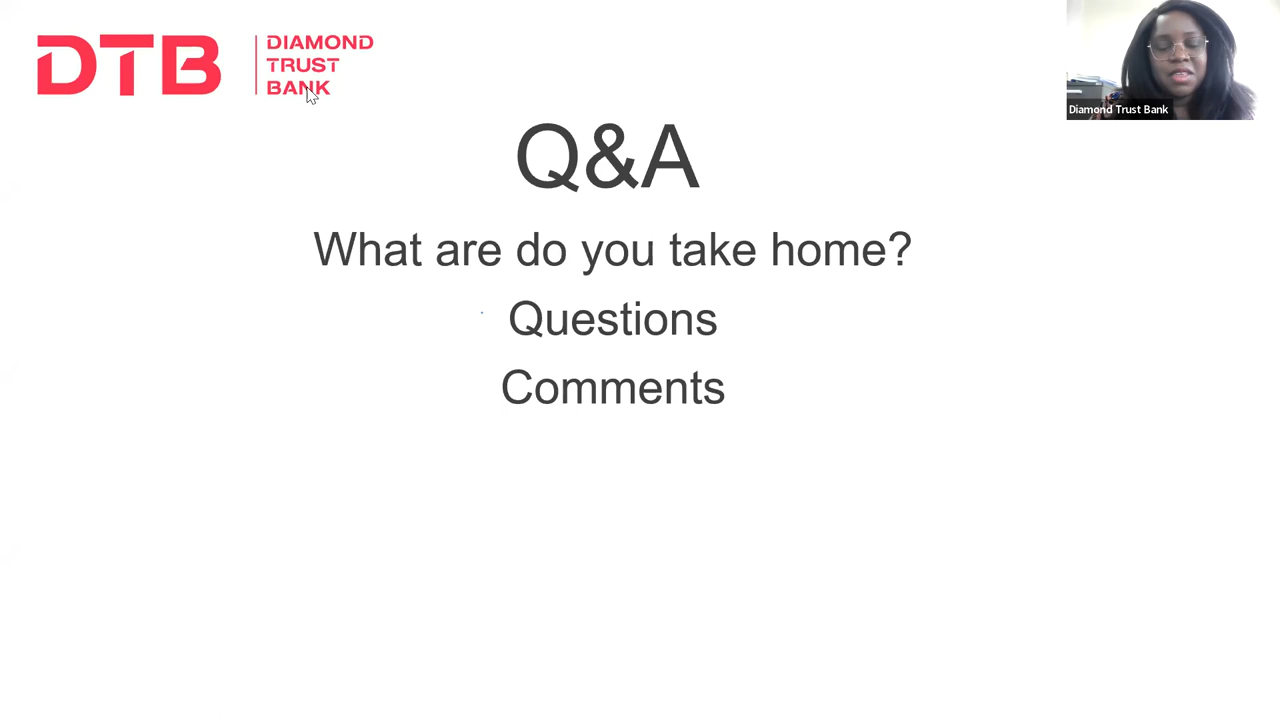 DTB
DIAMOND
TRUST
BANK
Diamond Trust Bank
Q&A
What are do you take home?
Questions
Comments